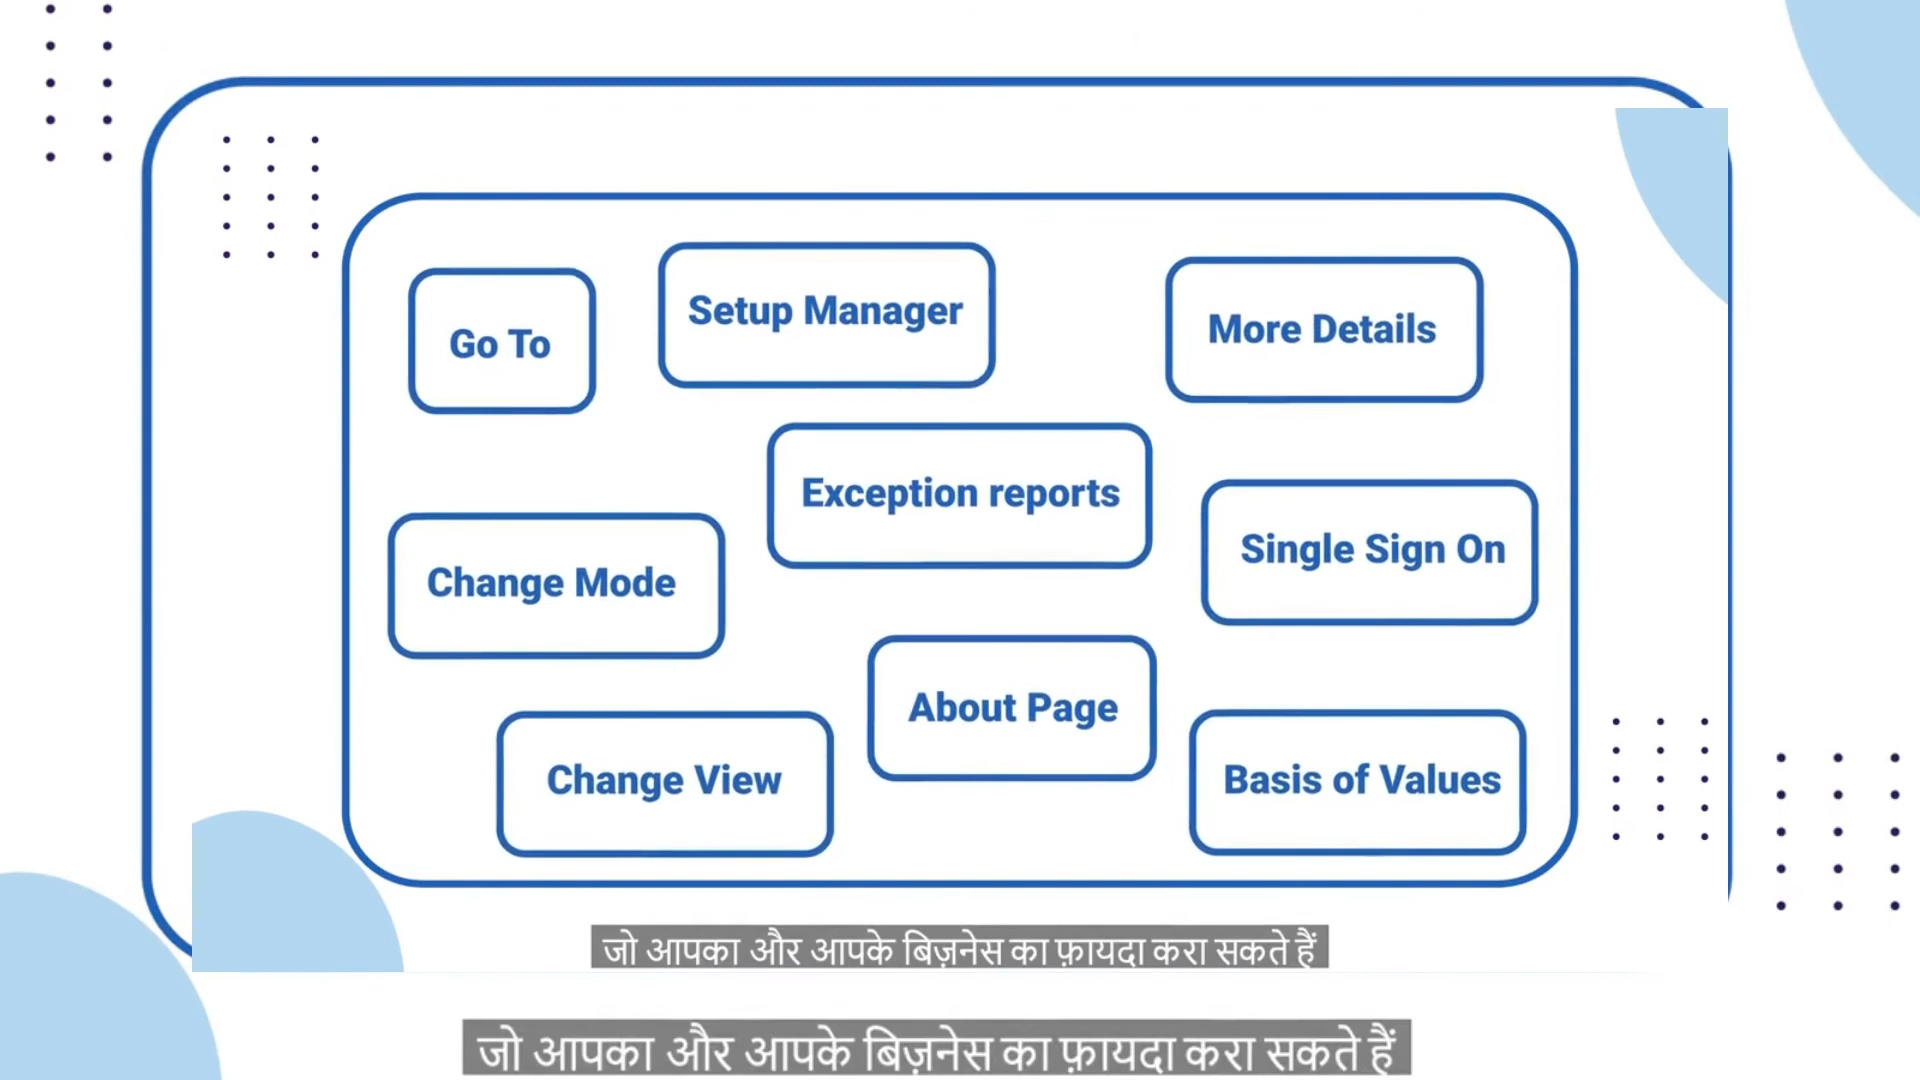 Go To
Setup Manager
More Details
Exception reports
Change Mode
Single Sign On
About Page
Change View
Basis of Values
जो आपका और आपके बिज़नेस का फ़ायदा करा सकते हैं
जो आपका और आपके बिज़नेस का फ़ायदा करा सकते हैं